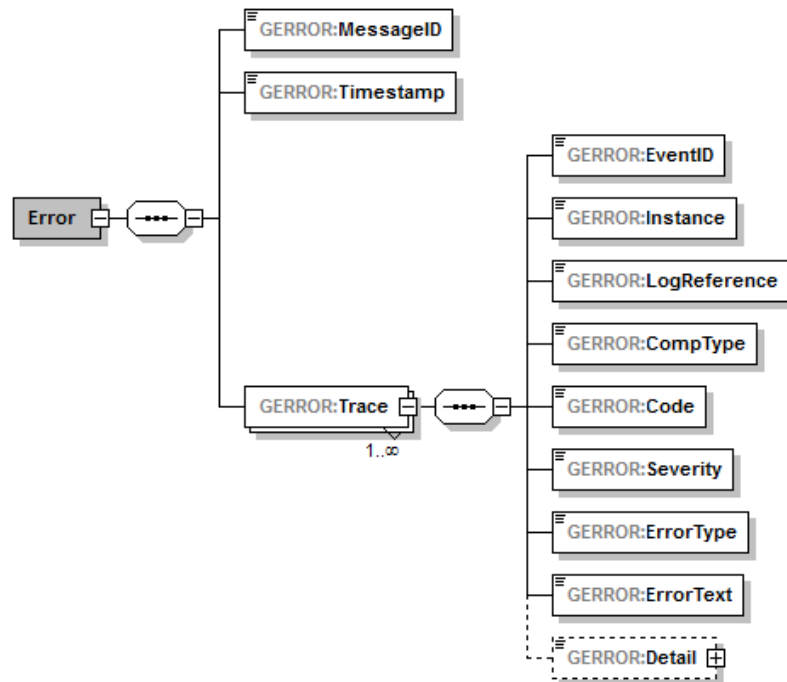 GERROR:MessageID
GERROR:Timestamp
GERROR:EventID
Error
GERROR:Instance
GERROR:LogReference
GERROR:CompType
GERROR:Trace
GERROR:Code
1..∞
GERROR:Severity
GERROR:ErrorType
GERROR:ErrorText
GERROR:Detail